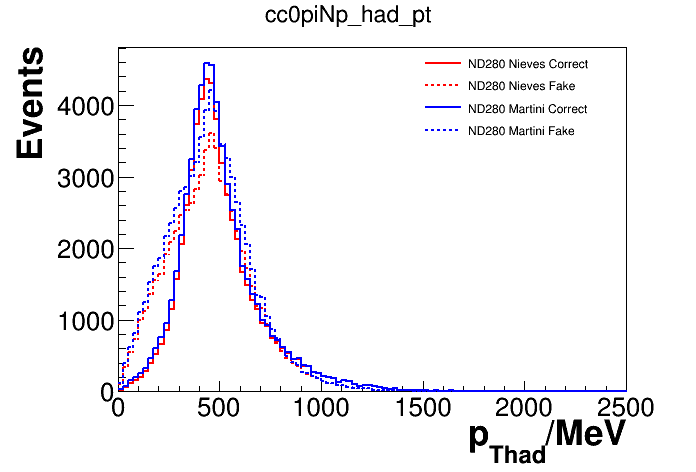 cc0piNp_had_pt
Events
4000
3000
2000
1000
0
ND280 Nieves Correct
ND280 Nieves Fake
ND280 Martini Correct
ND280 Martini Fake
0 500 1000 1500 2000 2500
pThad/MeV